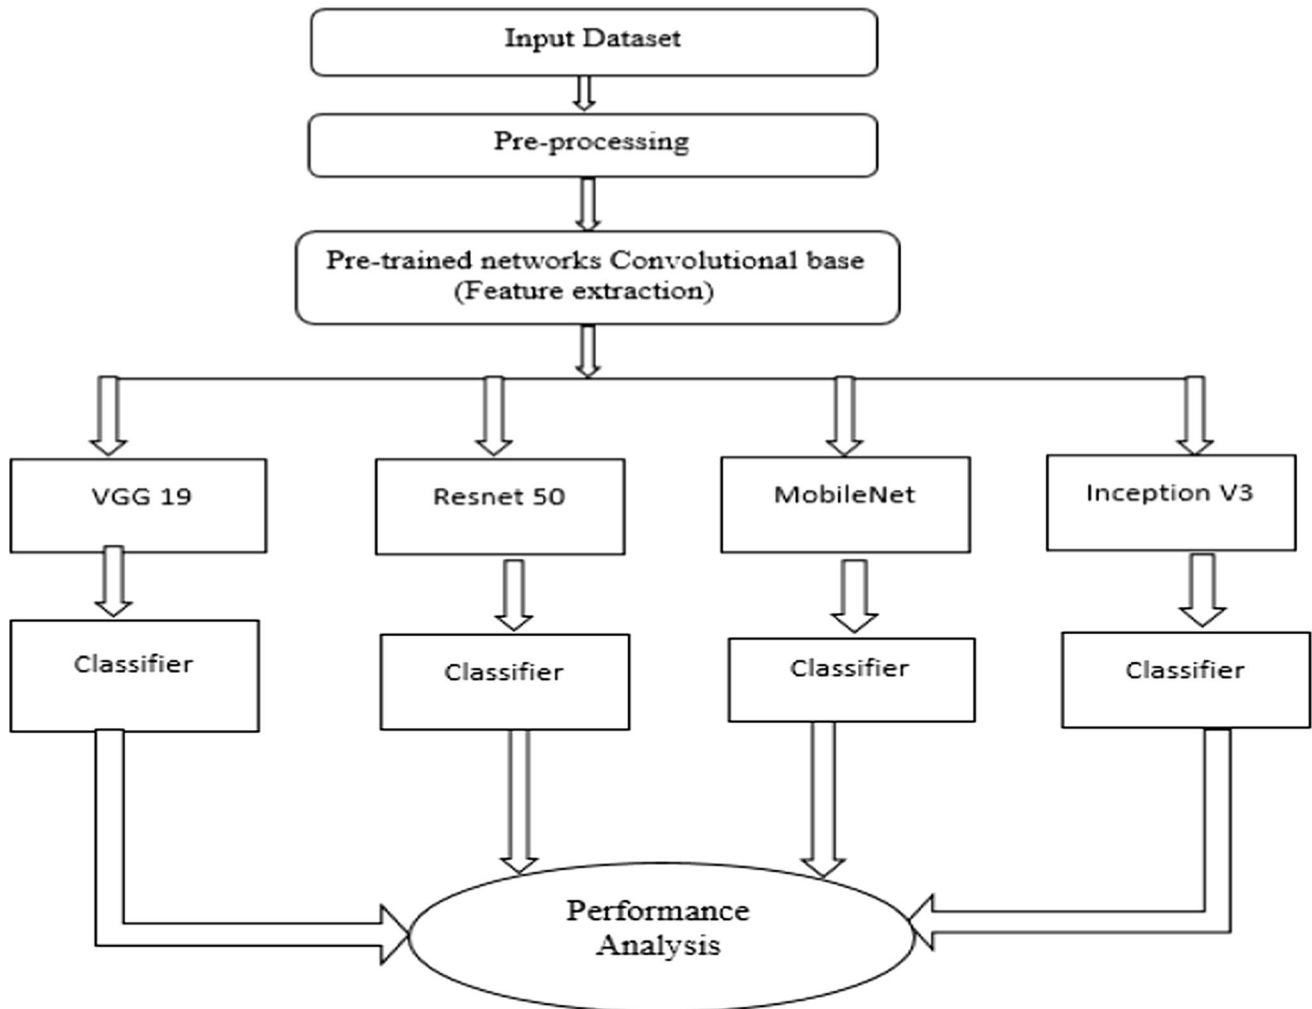 Input Dataset
Pre-processing
Pre-trained networks Convolutional base
(Feature extraction)
VGG 19
Resnet 50
MobileNet
Inception V3
Classifier
Classifier
Classifier
Classifier
Performance
Analysis